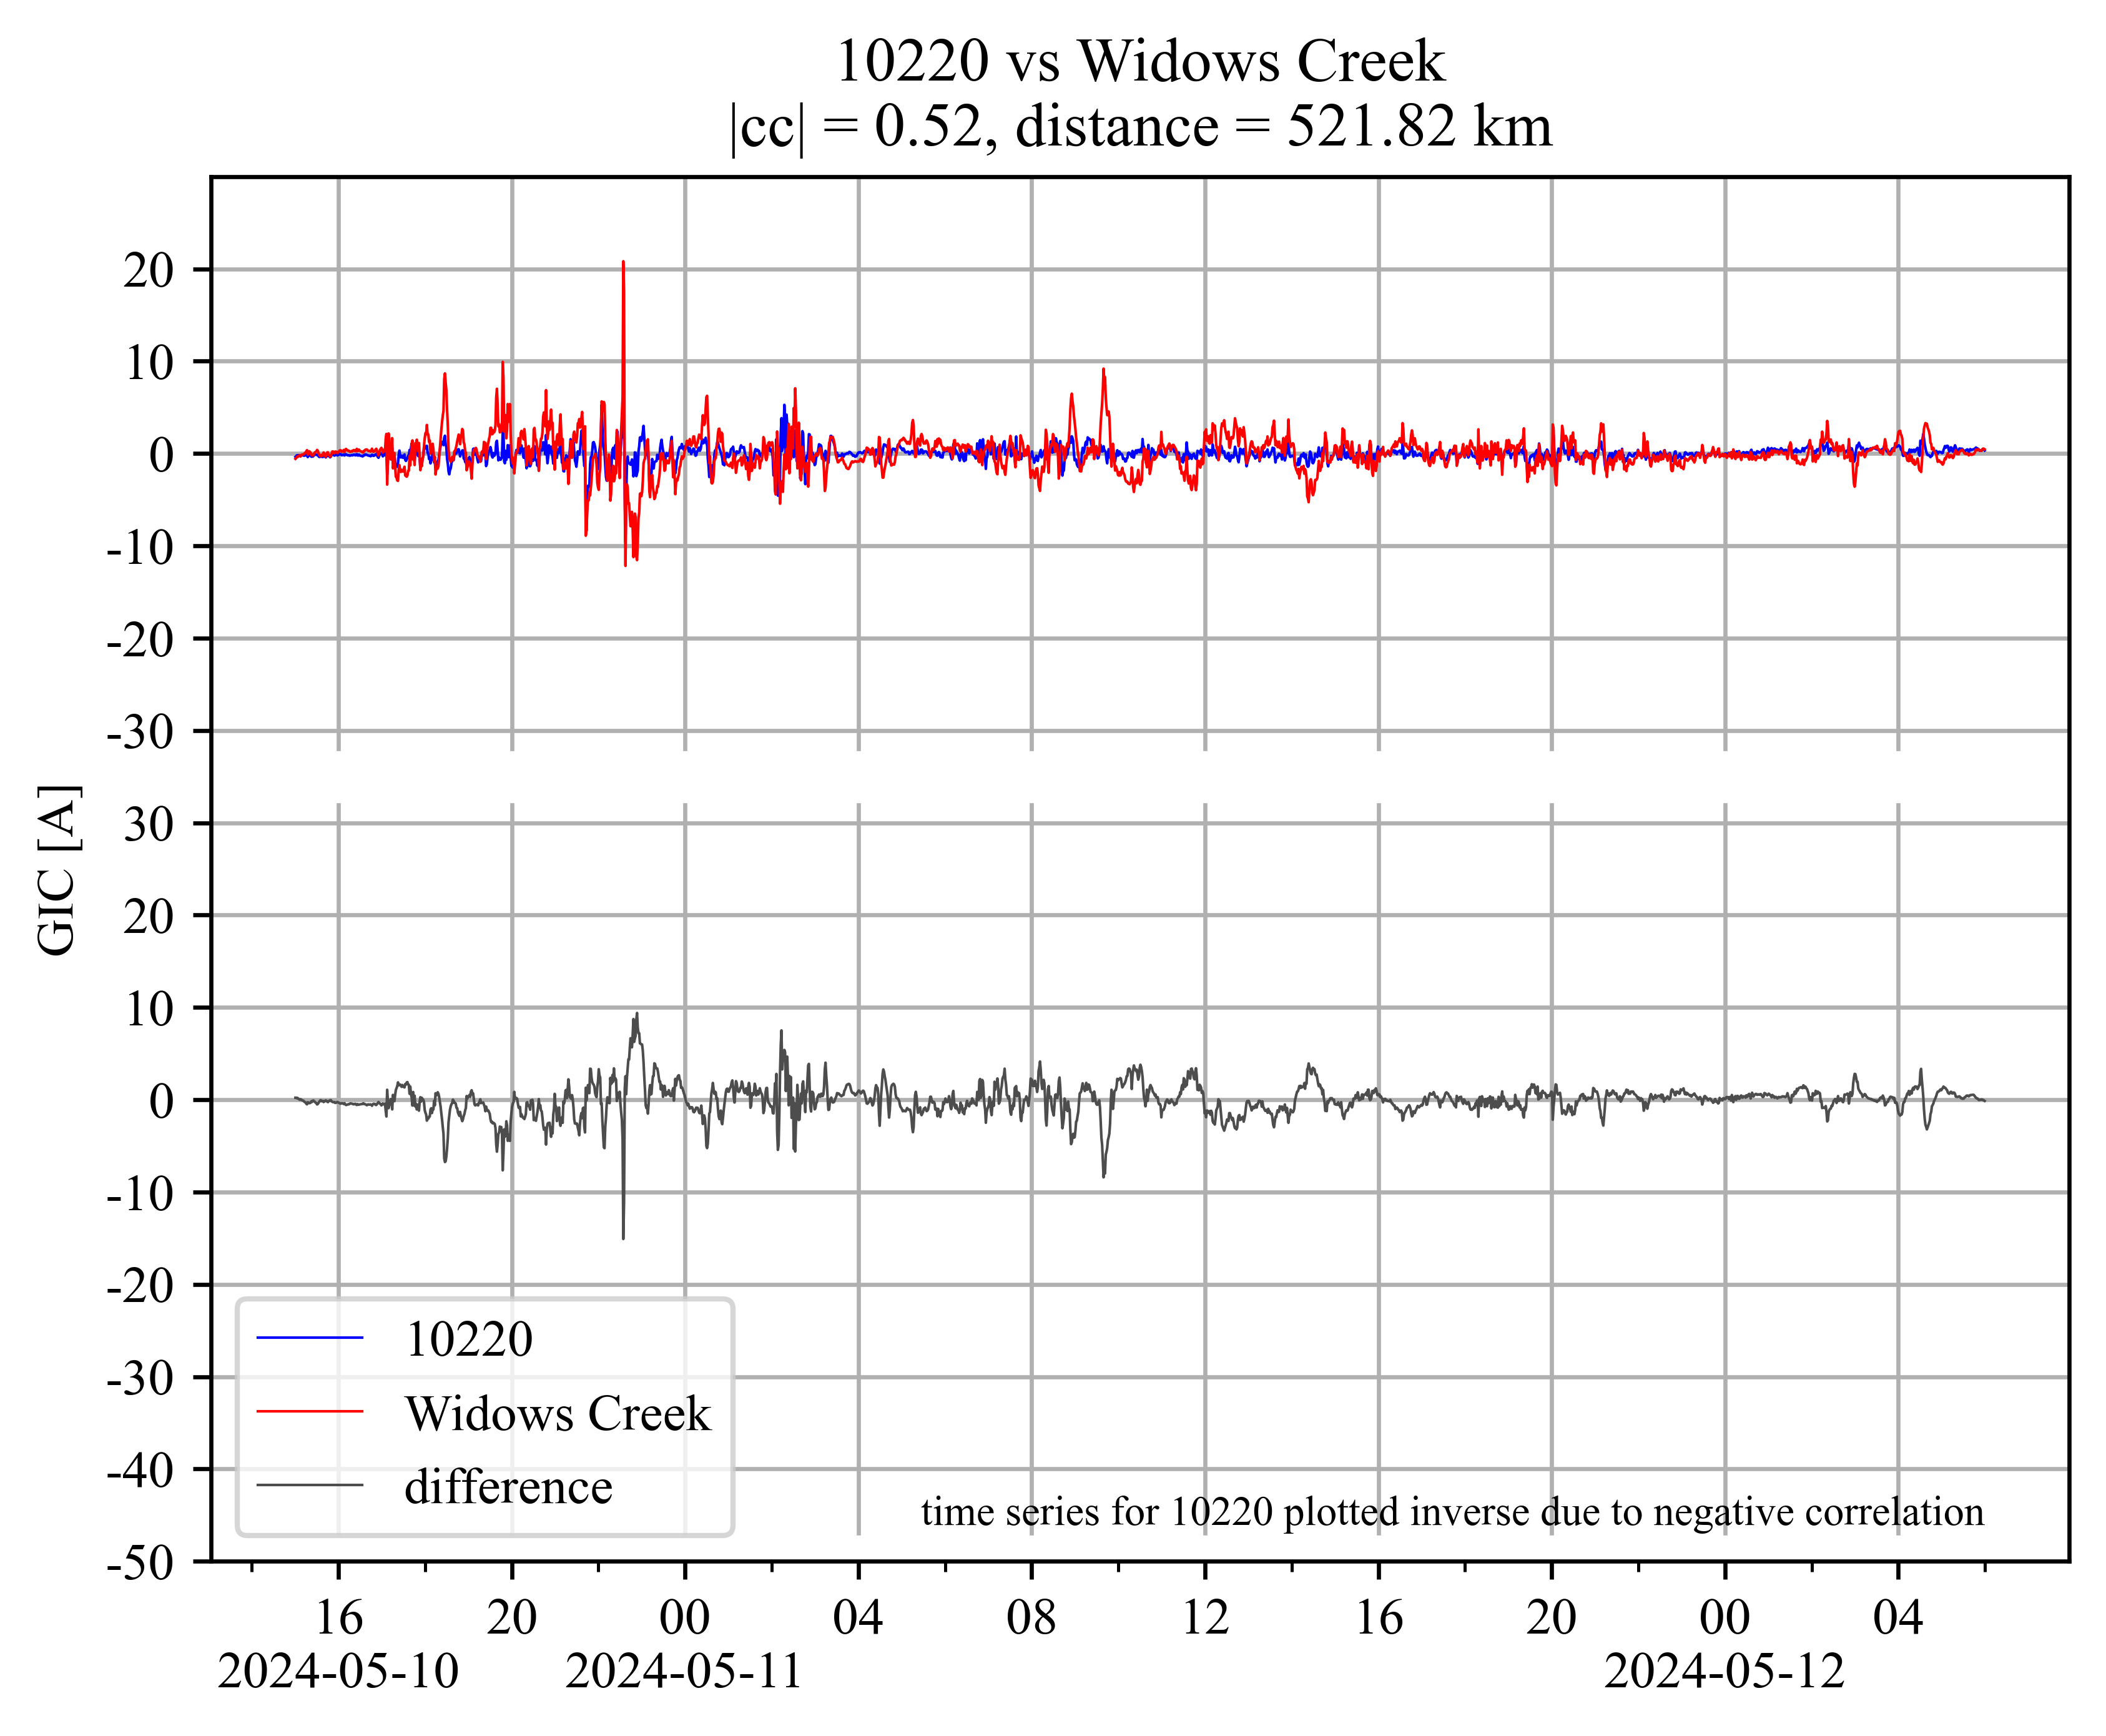 10220 vs Widows Creek
|cc| = 0.52, distance = 521.82 km
20
10
0
-10
-20
-30
30
20
10
0
-10
-20
-30
-40
-50
GIC [A]
10220
Widows Creek
difference
time series for 10220 plotted inverse due to negative correlation
16 20 00 04 08 12 16 20 00 04
2024-05-10 2024-05-11 2024-05-12